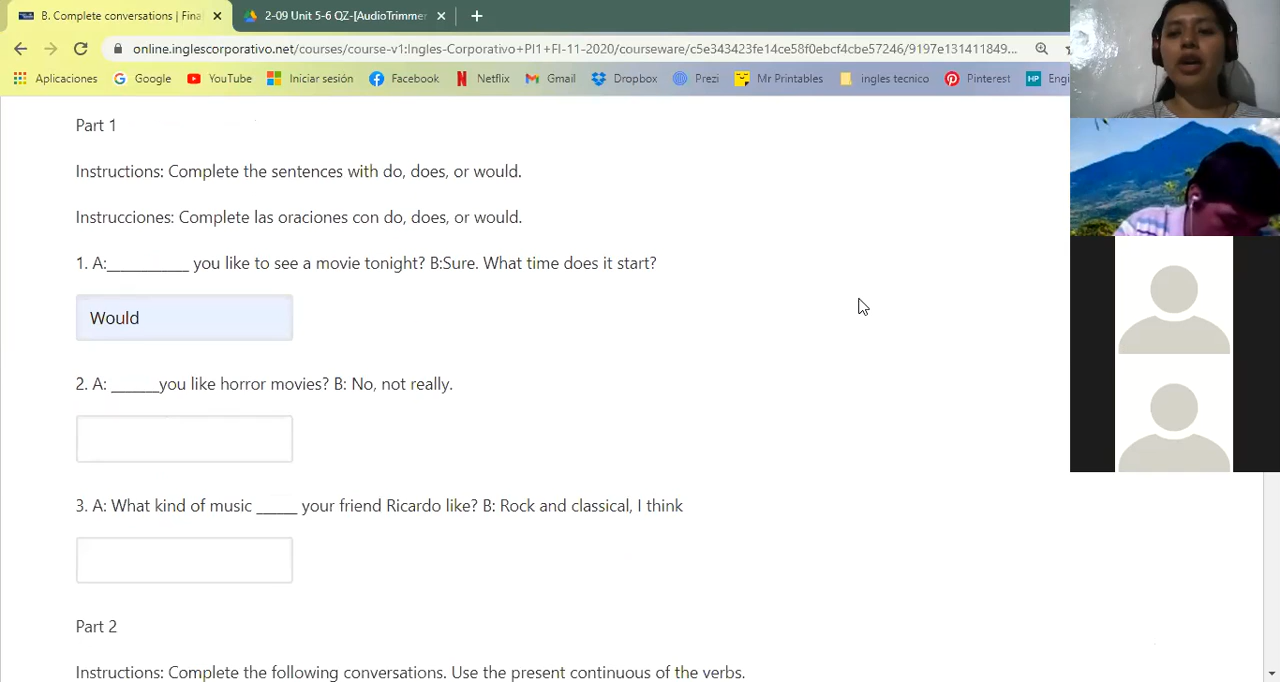 B. Complete conversations | Fina
2-09 Unit 5-6 QZ-[AudioTrimmer
online.inglescorporativo.net/courses/course-v1:Ingles-Corporativo+PI1+FI-11-2020/courseware/c5e343423fe14ce58f0ebcf4cbe57246/9197e131411849...
Aplicaciones Google YouTube Iniciar sesión Facebook Netflix Gmail Dropbox Prezi Mr Printables ingles tecnico Pinterest Engi
Part 1
Instructions: Complete the sentences with do, does, or would.
Instrucciones: Complete las oraciones con do, does, or would.
1. A:__________ you like to see a movie tonight? B:Sure. What time does it start?
Would
2. A: ______you like horror movies? B: No, not really.
3. A: What kind of music _____ your friend Ricardo like? B: Rock and classical, I think
Part 2
Instructions: Complete the following conversations. Use the present continuous of the verbs.